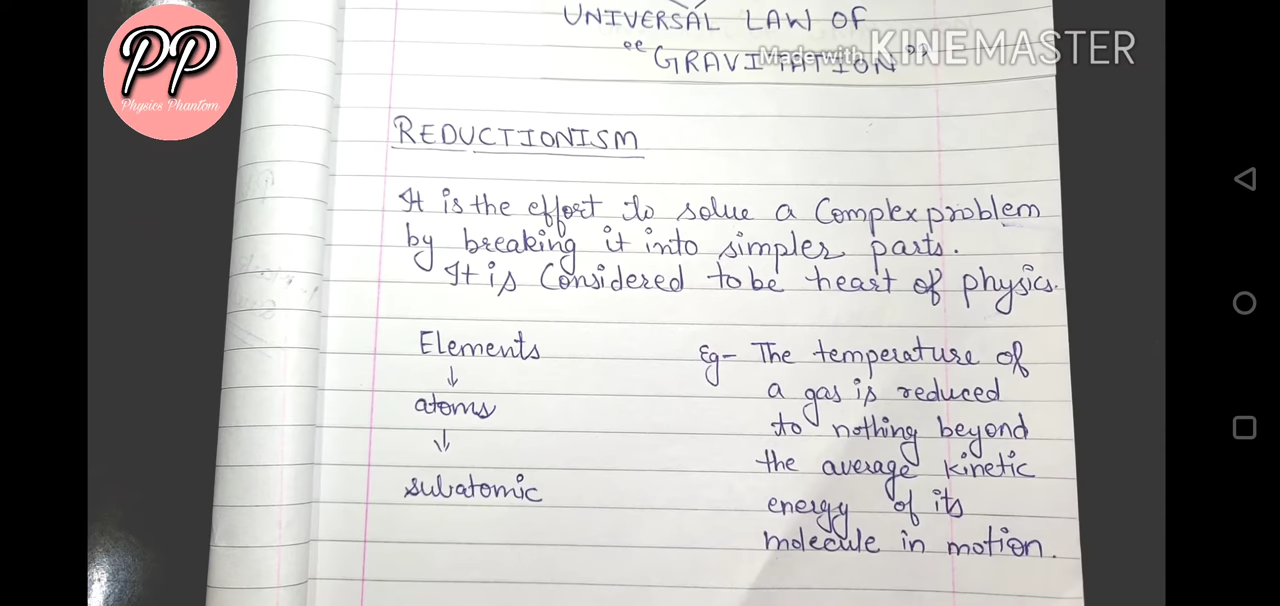 PP
Physics Phantom
UNIVERSAL LAW OF
"GRAVITATION"
Made with KINEMASTER
REDUCTIONISM
It is the effort to solve a Complex problem
by breaking it into simpler parts.
It is Considered to be heart of physics.
Elements
↓
atoms
↓
subatomic
Eg- The temperature of
a gas is reduced
to nothing beyond
the average kinetic
energy of its
molecule in motion.